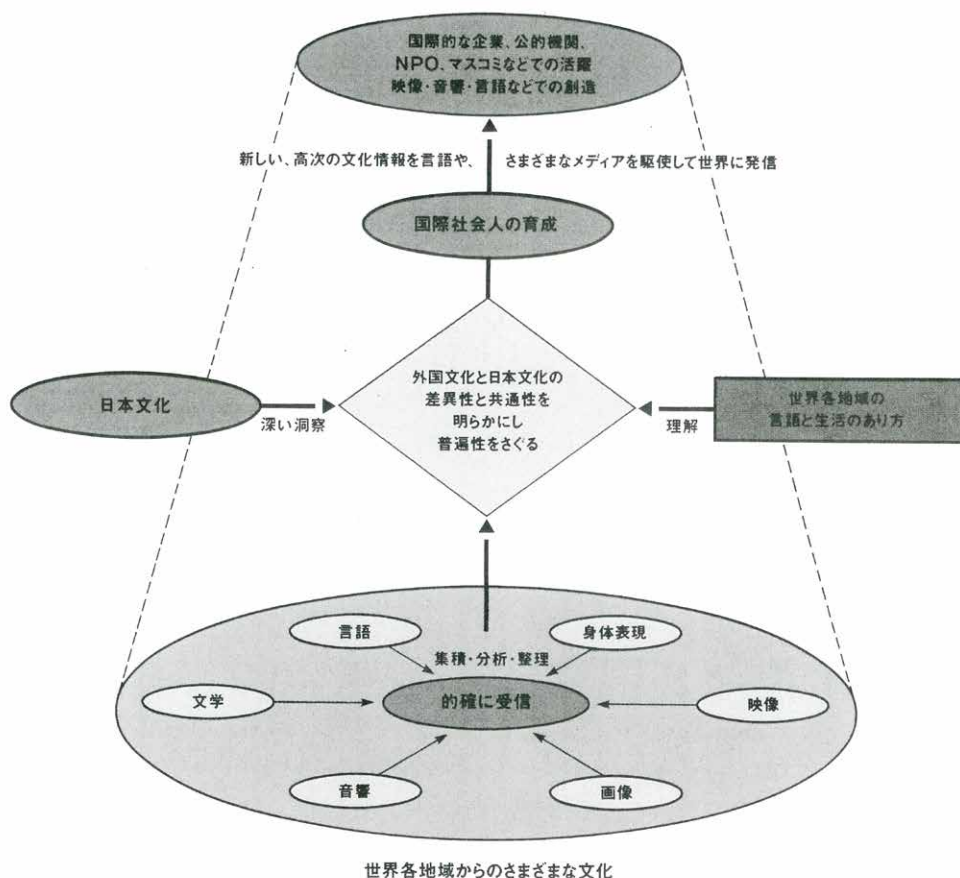 国際的な企業、公的機関、
NPO、マスコミなどでの活躍
映像・音響・言語などでの創造
新しい、高次の文化情報を言語や、さまざまなメディアを駆使して世界に発信
国際社会人の育成
外国文化と日本文化の
差異性と共通性を
明らかにし
普遍性をさぐる
日本文化
深い洞察
理解
世界各地域の
言語と生活のあり方
言語
身体表現
集積・分析・整理
文学
的確に受信
映像
音響
画像
世界各地域からのさまざまな文化